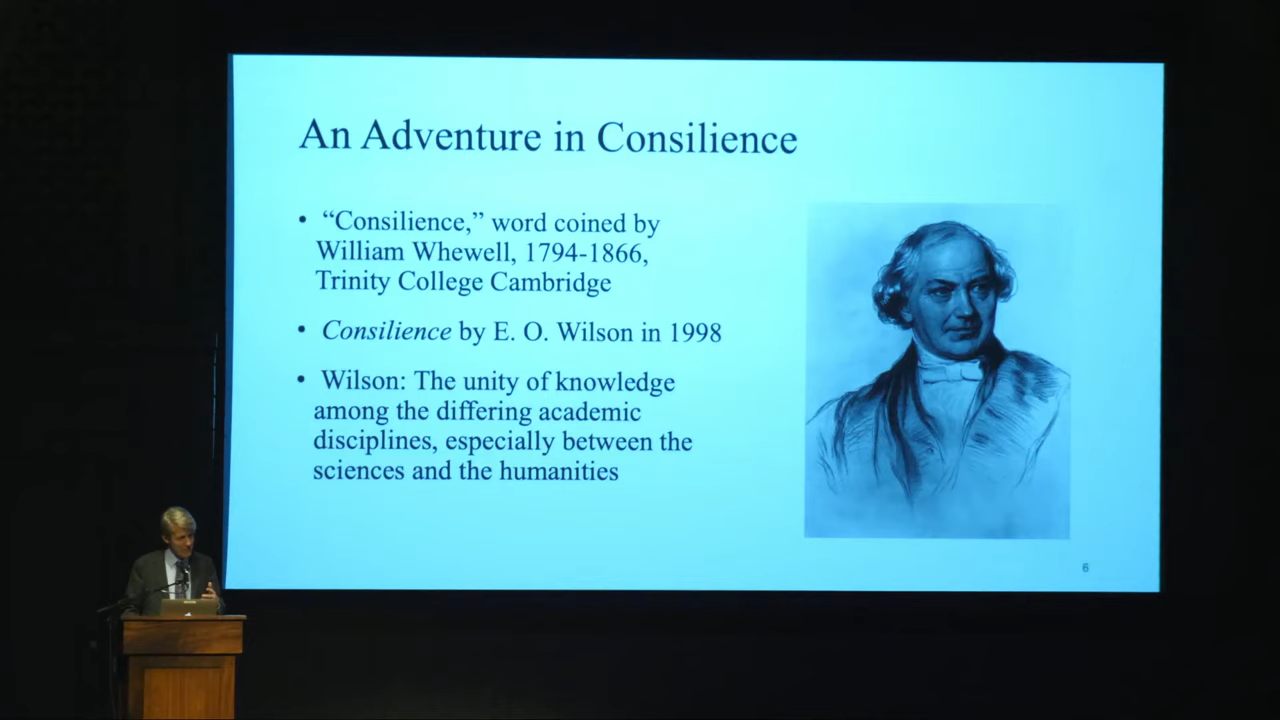 An Adventure in Consilience
• “Consilience,” word coined by
William Whewell, 1794-1866,
Trinity College Cambridge
• Consilience by E. O. Wilson in 1998
• Wilson: The unity of knowledge
among the differing academic
disciplines, especially between the
sciences and the humanities
6